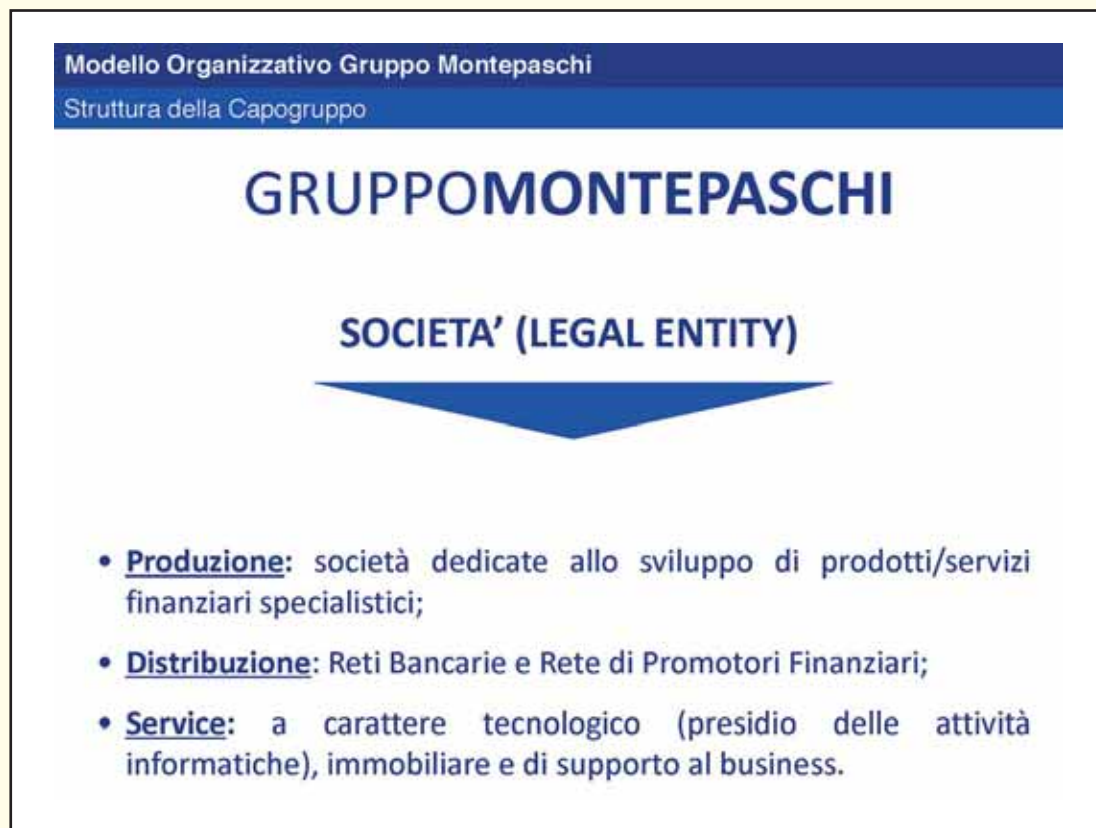 Modello Organizzativo Gruppo Montepaschi
Struttura della Capogruppo
GRUPPOMONTEPASCHI
SOCIETA’ (LEGAL ENTITY)
• Produzione: società dedicate allo sviluppo di prodotti/servizi
finanziari specialistici;
• Distribuzione: Reti Bancarie e Rete di Promotori Finanziari;
• Service: a carattere tecnologico (presidio delle attività
informatiche), immobiliare e di supporto al business.